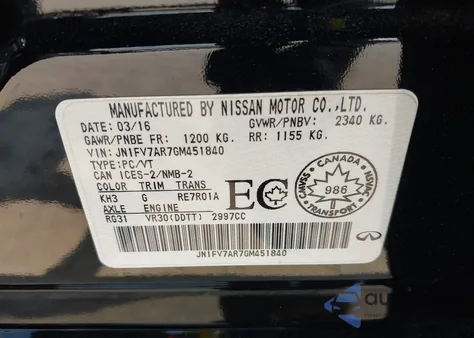 MANUFACTURED BY NISSAN MOTOR CO.,LTD.
DATE: 03/16 GVWR/PNBV: 2340 KG.
GAWR/PNBE FR: 1200 KG. RR: 1155 KG.
VIN: JN1FV7AR7GM451840
TYPE:PC/VT
CAN ICES-2/NMB-2
COLOR TRIM TRANS
KH3 G RE7R01A
AXLE ENGINE
RG31 VR30(DDTT) 2997CC
EC
CANADA
986
TRANSPORT
NSVAC
JN1FV7AR7GM451840